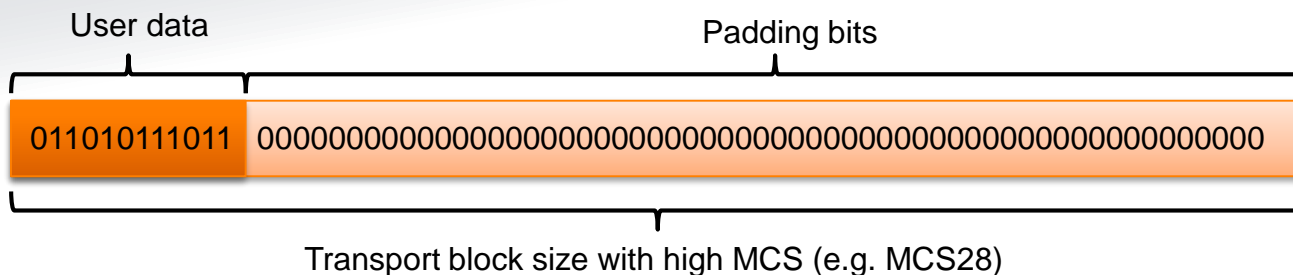 User data
Padding bits
011010111011 0000000000000000000000000000000000000000000000000000000000
Transport block size with high MCS (e.g. MCS28)